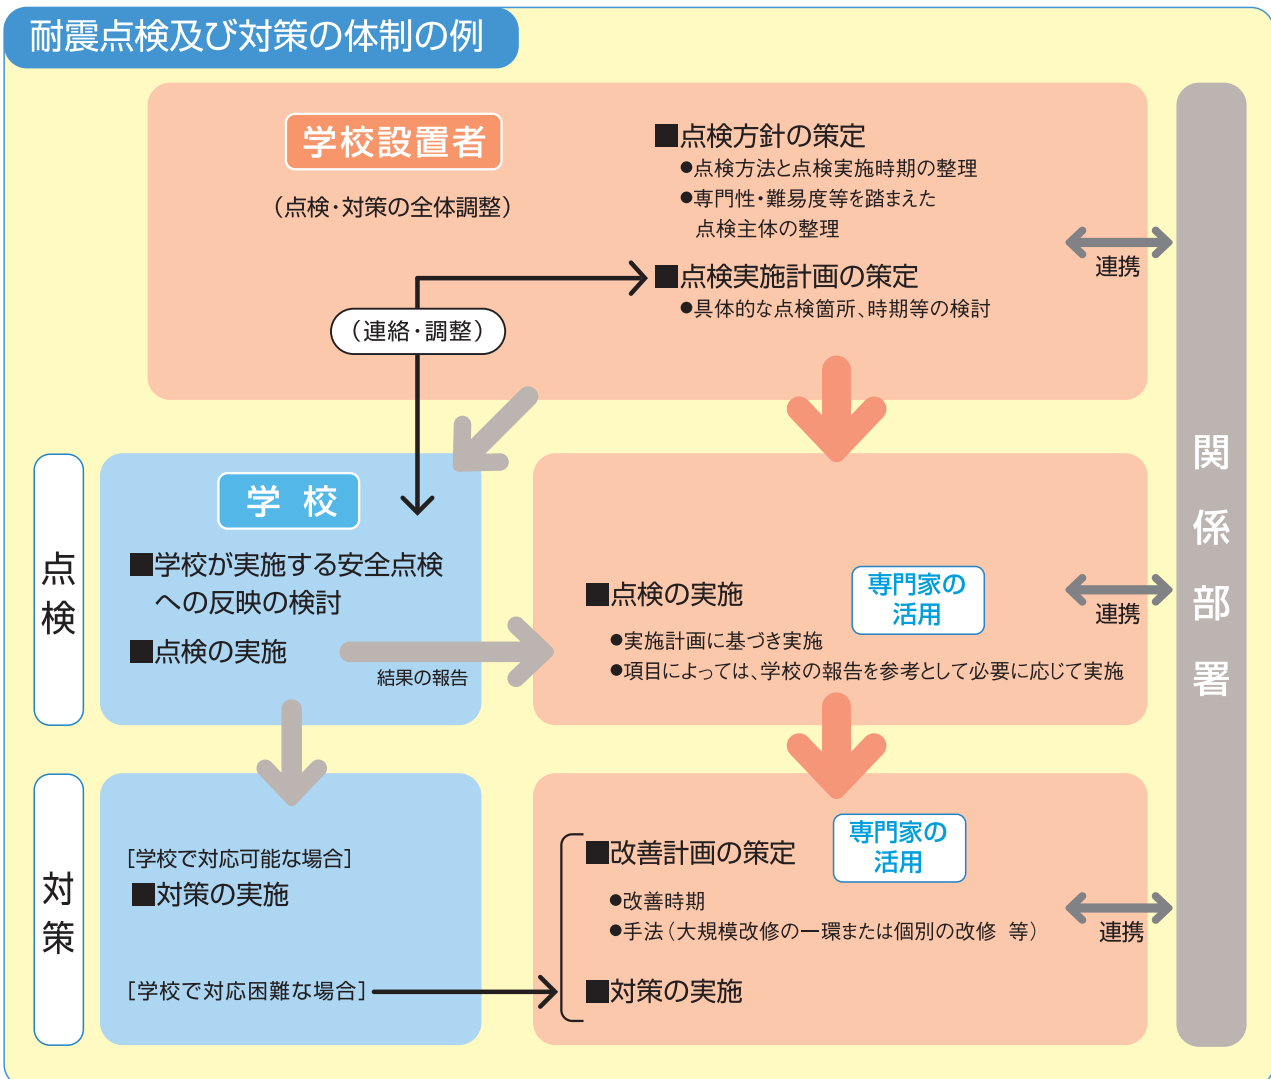 耐震点検及び対策の体制の例
学校設置者
（点検・対策の全体調整）
■点検方針の策定
●点検方法と点検実施時期の整理
●専門性・難易度等を踏まえた
点検主体の整理
■点検実施計画の策定
●具体的な点検箇所、時期等の検討
（連絡・調整）
連携
関係部署
点検
学校
■学校が実施する安全点検
への反映の検討
■点検の実施
結果の報告
■点検の実施
専門家の
活用
●実施計画に基づき実施
●項目によっては、学校の報告を参考として必要に応じて実施
連携
対策
［学校で対応可能な場合］
■対策の実施
［学校で対応困難な場合］
■改善計画の策定
専門家の
活用
●改善時期
●手法（大規模改修の一環または個別の改修 等）
■対策の実施
連携